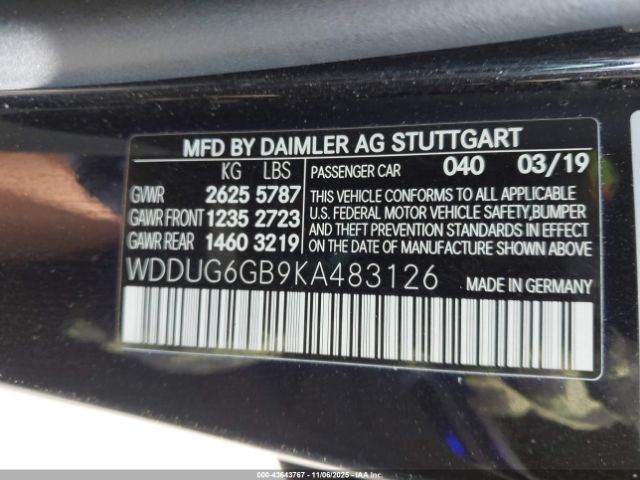 MFD BY DAIMLER AG STUTTGART
KG LBS
GVWR 2625 5787
GAWR FRONT 1235 2723
GAWR REAR 1460 3219
PASSENGER CAR 040 03/19
THIS VEHICLE CONFORMS TO ALL APPLICABLE
U.S. FEDERAL MOTOR VEHICLE SAFETY,BUMPER
AND THEFT PREVENTION STANDARDS IN EFFECT
ON THE DATE OF MANUFACTURE SHOWN ABOVE.
WDDUG6GB9KA483126 MADE IN GERMANY
000-43643767 - 11/06/2025 - IAAI.COM